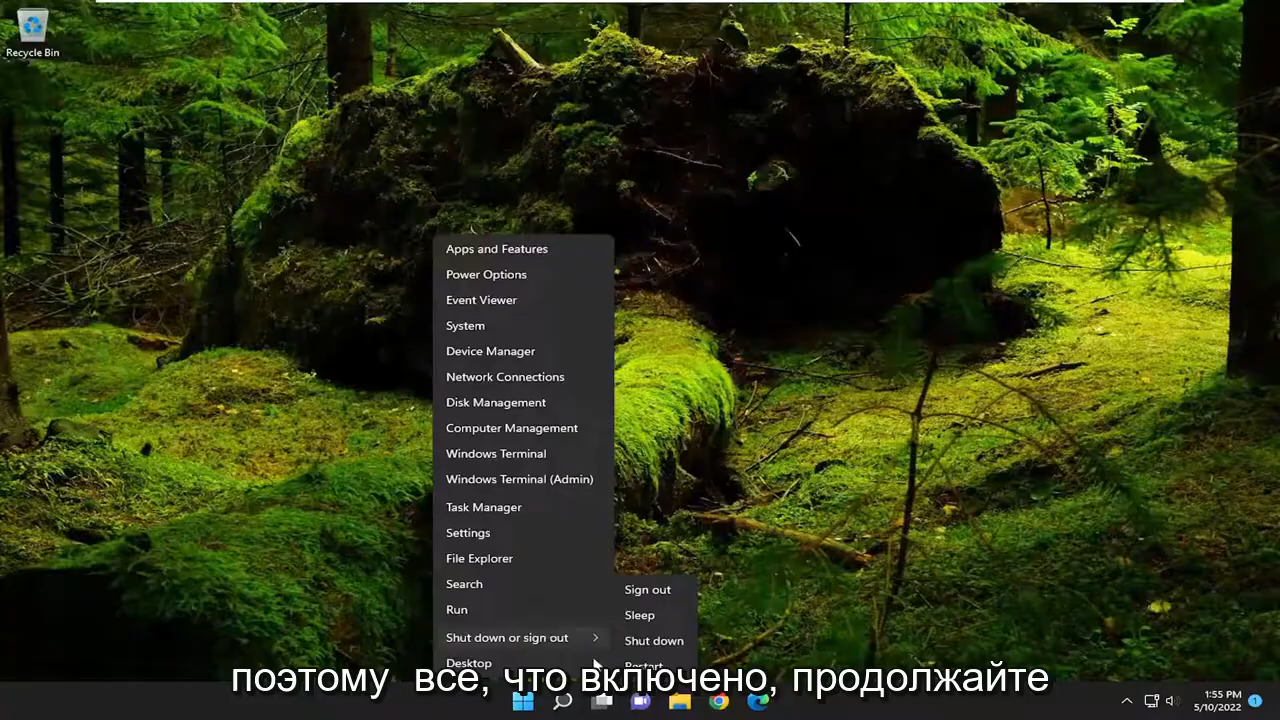 Recycle Bin
Apps and Features
Power Options
Event Viewer
System
Device Manager
Network Connections
Disk Management
Computer Management
Windows Terminal
Windows Terminal (Admin)
Task Manager
Settings
File Explorer
Search
Run
Shut down or sign out
Desktop
Sign out
Sleep
Shut down
Restart
поэтому все, что включено, продолжайте
1:55 PM
5/10/2022
1